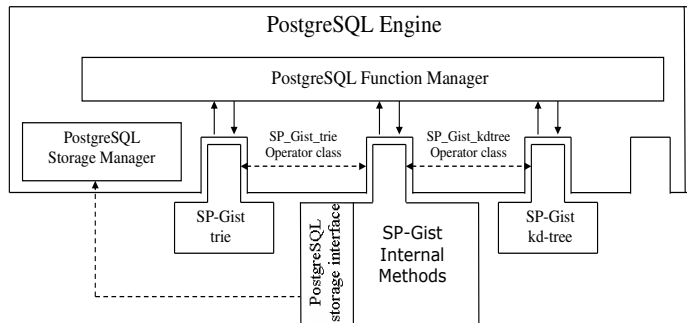 PostgreSQL Engine
PostgreSQL Function Manager
PostgreSQL
Storage Manager
SP_Gist_trie
Operator class
SP_Gist_kdtree
Operator class
SP-Gist
trie
PostgreSQL
storage interface
SP-Gist
Internal
Methods
SP-Gist
kd-tree